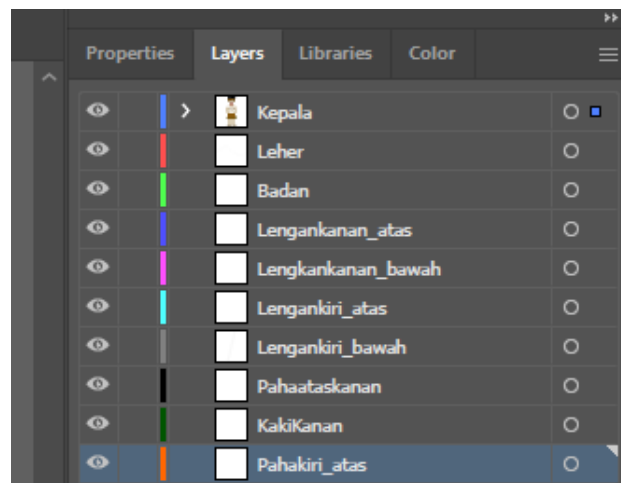 Properties Layers Libraries Color
Kepala
Leher
Badan
Lengankanan_atas
Lengkankanan_bawah
Lengankiri_atas
Lengankiri_bawah
Pahaataskanan
KakiKanan
Pahakiri_atas